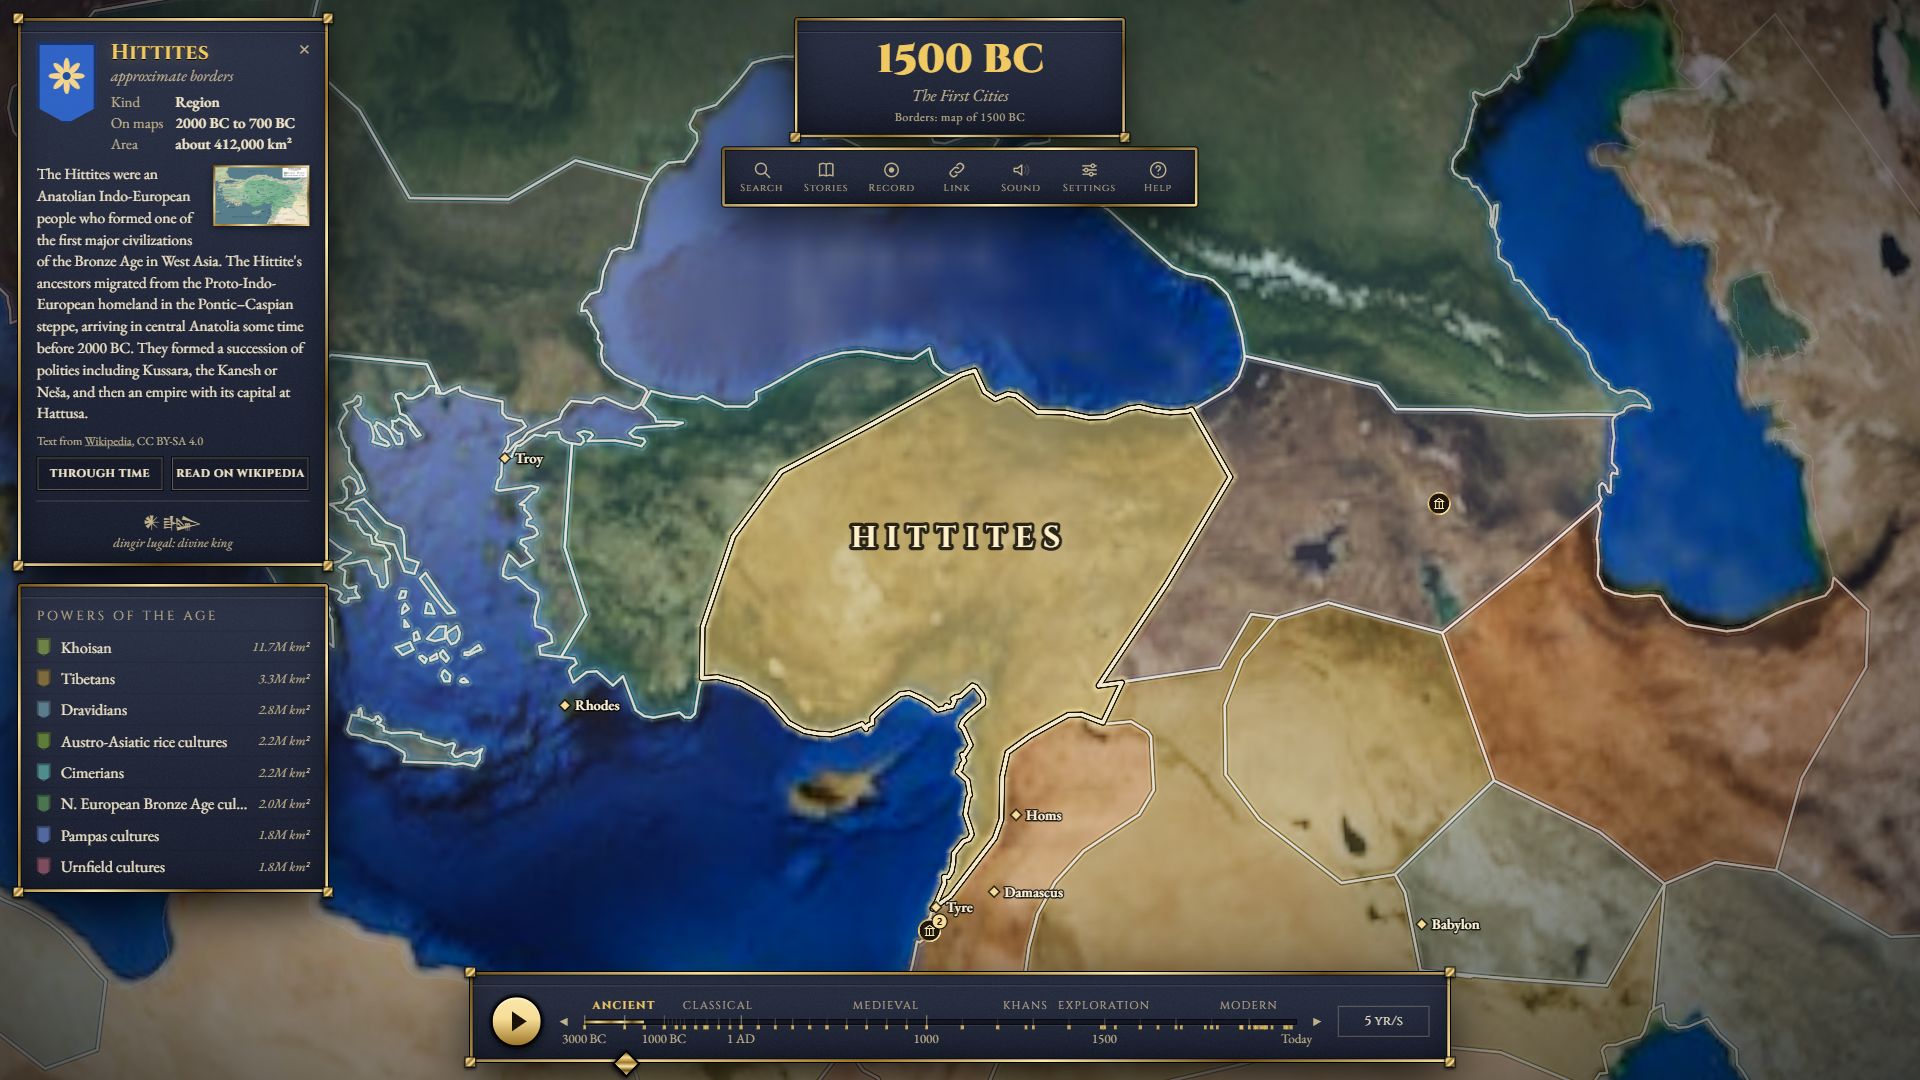 HITTITES
approximate borders
Kind Region
On maps 2000 BC to 700 BC
Area about 412,000 km²
The Hittites were an
Anatolian Indo-European
people who formed one of
the first major civilizations
of the Bronze Age in West Asia. The Hittite's
ancestors migrated from the Proto-Indo-
European homeland in the Pontic–Caspian
steppe, arriving in central Anatolia some time
before 2000 BC. They formed a succession of
polities including Kussara, the Kanesh or
Neša, and then an empire with its capital at
Hattusa.
Text from Wikipedia, CC BY-SA 4.0
THROUGH TIME
READ ON WIKIPEDIA
dingir lugal: divine king
POWERS OF THE AGE
Khoisan 11.7M km²
Tibetans 3.3M km²
Dravidians 2.8M km²
Austro-Asiatic rice cultures 2.2M km²
Cimerians 2.2M km²
N. European Bronze Age cul... 2.0M km²
Pampas cultures 1.8M km²
Urnfield cultures 1.8M km²
1500 BC
The First Cities
Borders: map of 1500 BC
SEARCH STORIES RECORD LINK SOUND SETTINGS HELP
Troy
HITTITES
Rhodes
Homs
Damascus
Tyre
2
Babylon
ANCIENT CLASSICAL MEDIEVAL KHANS EXPLORATION MODERN
3000 BC 1000 BC 1 AD 1000 1500 Today
5 YR/S